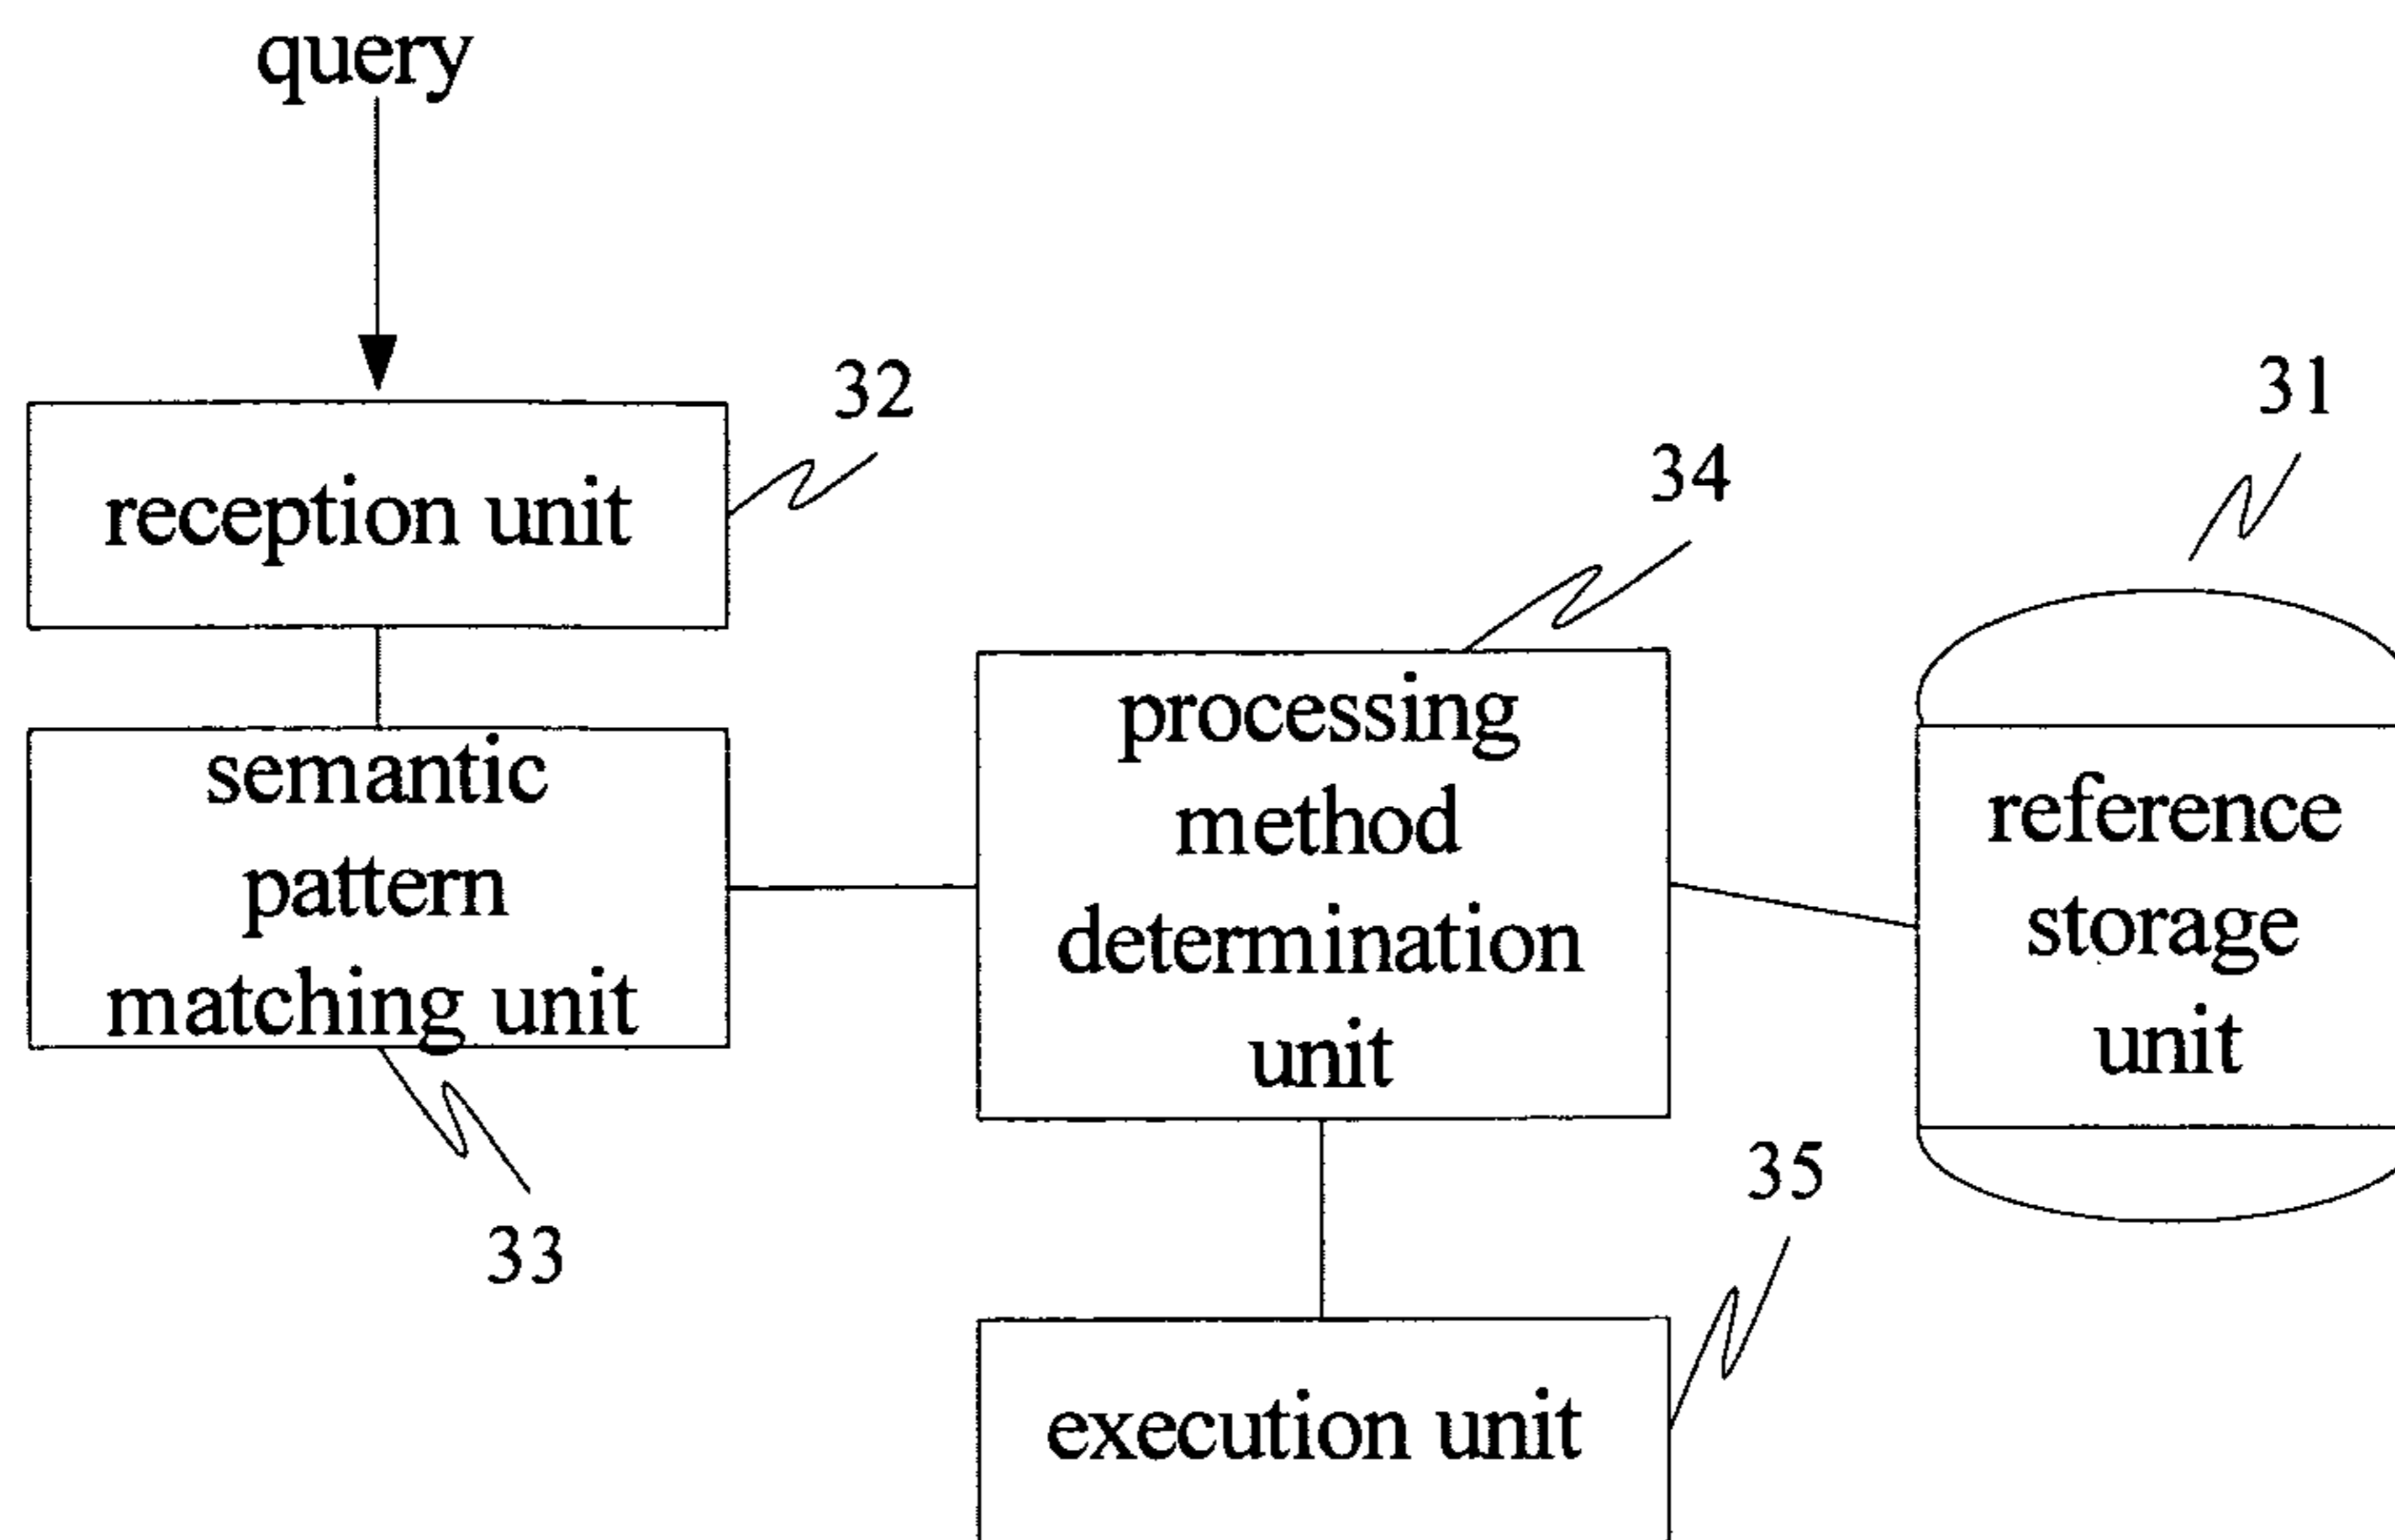 query
32
31
reception unit
34
processing
method
determination
unit
semantic
pattern
matching unit
reference
storage
unit
33
35
execution unit